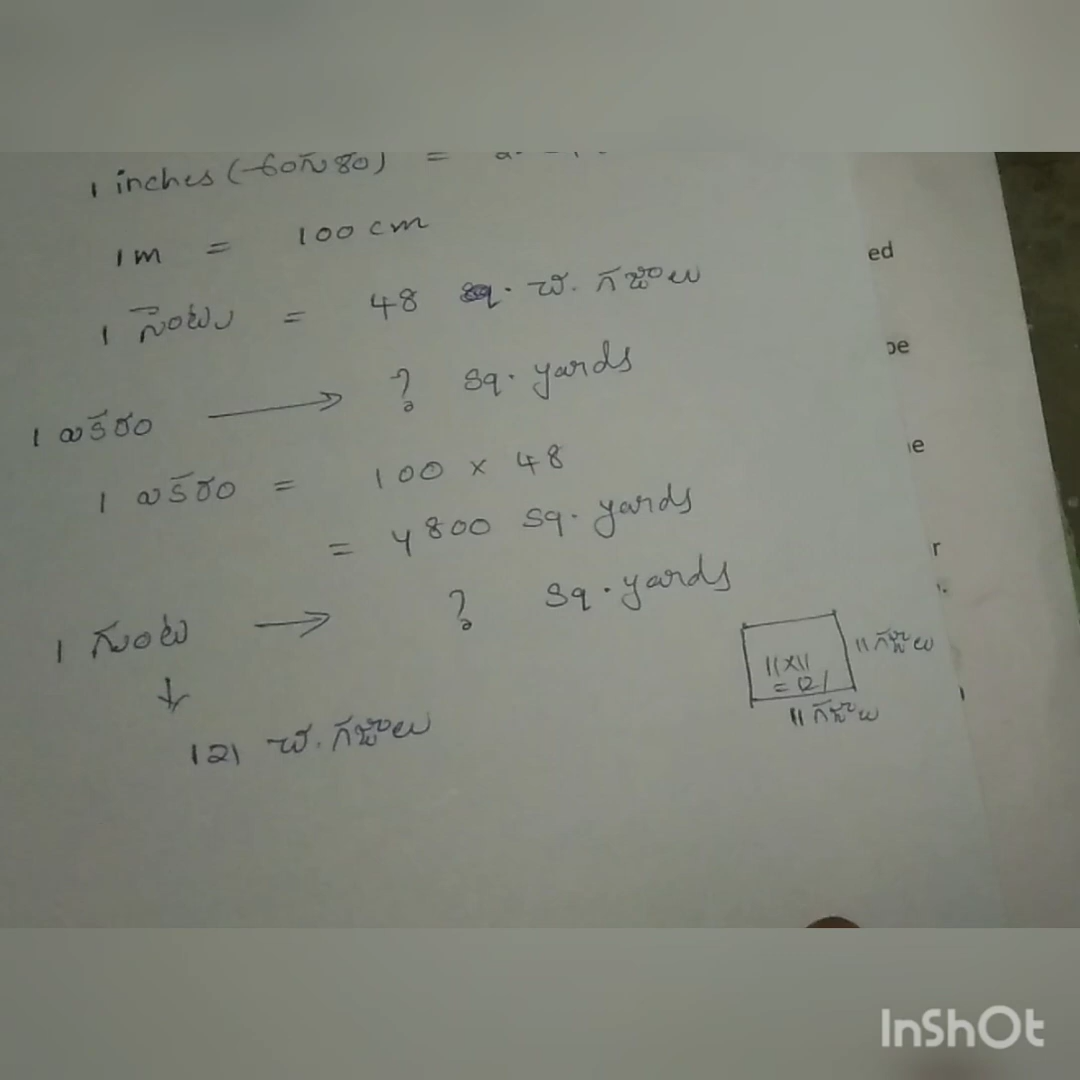 1 inches (అంగుళం) =
1m = 100 cm
1 సెంటు = 48 చ. గజాలు
1 ఎకరం → ? sq. yards
1 ఎకరం = 100 x 48
= 4800 sq. yards
1 గుంట → ? sq. yards
↓
121 చ. గజాలు
11x11
= 121
11 గజాలు
11 గజాలు
ed
r
InShOt